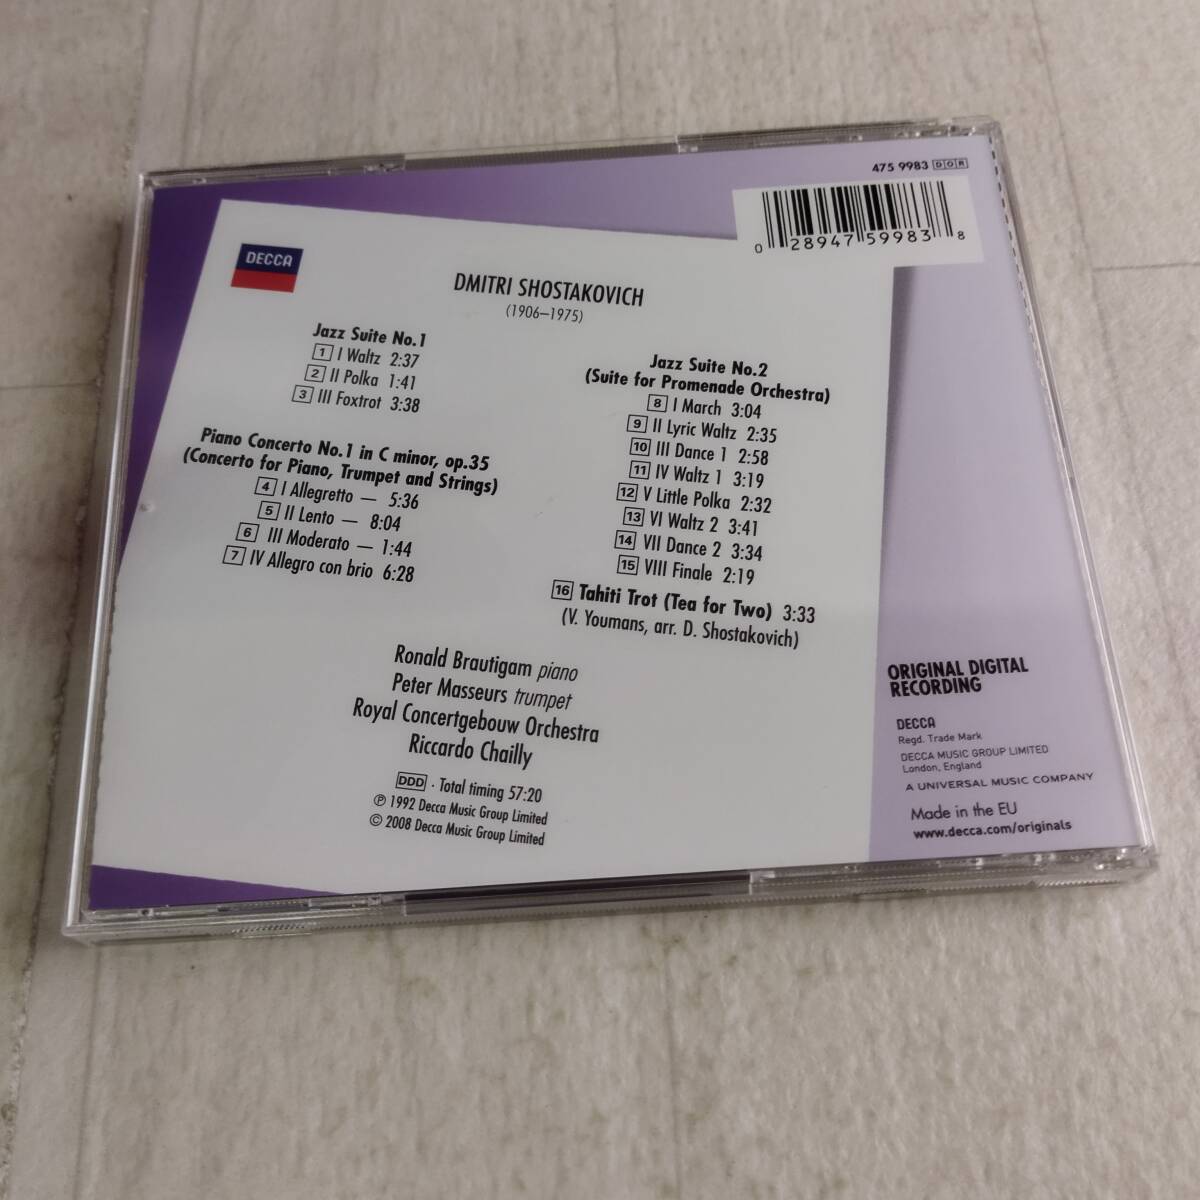 475 9983 DDR
0 28947 59983 8
DECCA
DMITRI SHOSTAKOVICH
(1906–1975)
Jazz Suite No.1
1 I Waltz 2:37
2 II Polka 1:41
3 III Foxtrot 3:38
Piano Concerto No.1 in C minor, op.35
(Concerto for Piano, Trumpet and Strings)
4 I Allegretto — 5:36
5 II Lento — 8:04
6 III Moderato — 1:44
7 IV Allegro con brio 6:28
Jazz Suite No.2
(Suite for Promenade Orchestra)
8 I March 3:04
9 II Lyric Waltz 2:35
10 III Dance 1 2:58
11 IV Waltz 1 3:19
12 V Little Polka 2:32
13 VI Waltz 2 3:41
14 VII Dance 2 3:34
15 VIII Finale 2:19
16 Tahiti Trot (Tea for Two) 3:33
(V. Youmans, arr. D. Shostakovich)
Ronald Brautigam piano
Peter Masseurs trumpet
Royal Concertgebouw Orchestra
Riccardo Chailly
DDD · Total timing 57:20
℗ 1992 Decca Music Group Limited
© 2008 Decca Music Group Limited
ORIGINAL DIGITAL
RECORDING
DECCA
Regd. Trade Mark
DECCA MUSIC GROUP LIMITED
London, England
A UNIVERSAL MUSIC COMPANY
Made in the EU
www.decca.com/originals